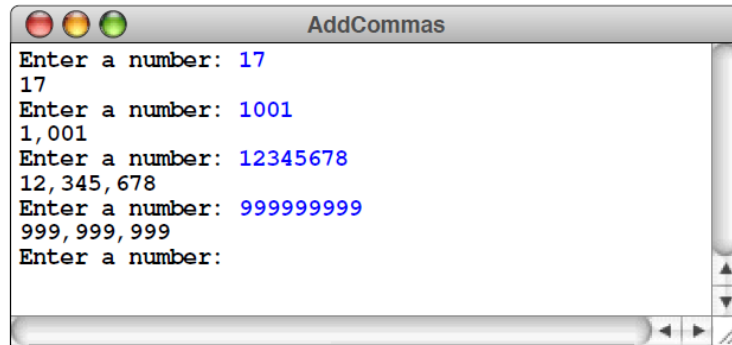 AddCommas
Enter a number: 17
17
Enter a number: 1001
1,001
Enter a number: 12345678
12,345,678
Enter a number: 999999999
999,999,999
Enter a number: